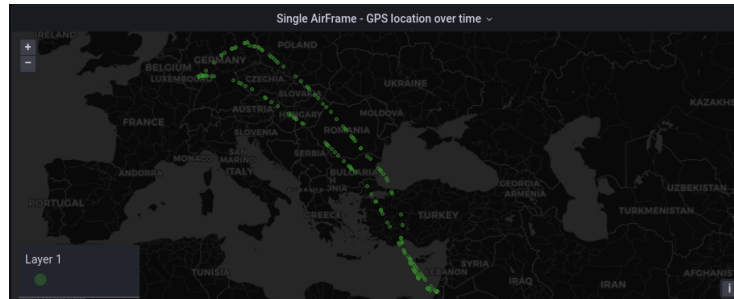 Single AirFrame - GPS location over time
IRELAND
+
−
POLAND
BELGIUM GERMANY
LUXEMBOURG CZECHIA
SLOVAKIA
UKRAINE
KAZAKHS
AUSTRIA HUNGARY MOLDOVA
FRANCE
SLOVENIA ROMANIA
MONACO SAN MARINO SERBIA
ITALY
ANDORRA
BULGARIA
PORTUGAL
GREECE
TURKEY
GEORGIA
ARMENIA
UZBEKISTAN
TURKMENISTAN
Layer 1
TUNISIA
SYRIA
LEBANON
IRAQ
IRAN
AFGHANIS
i